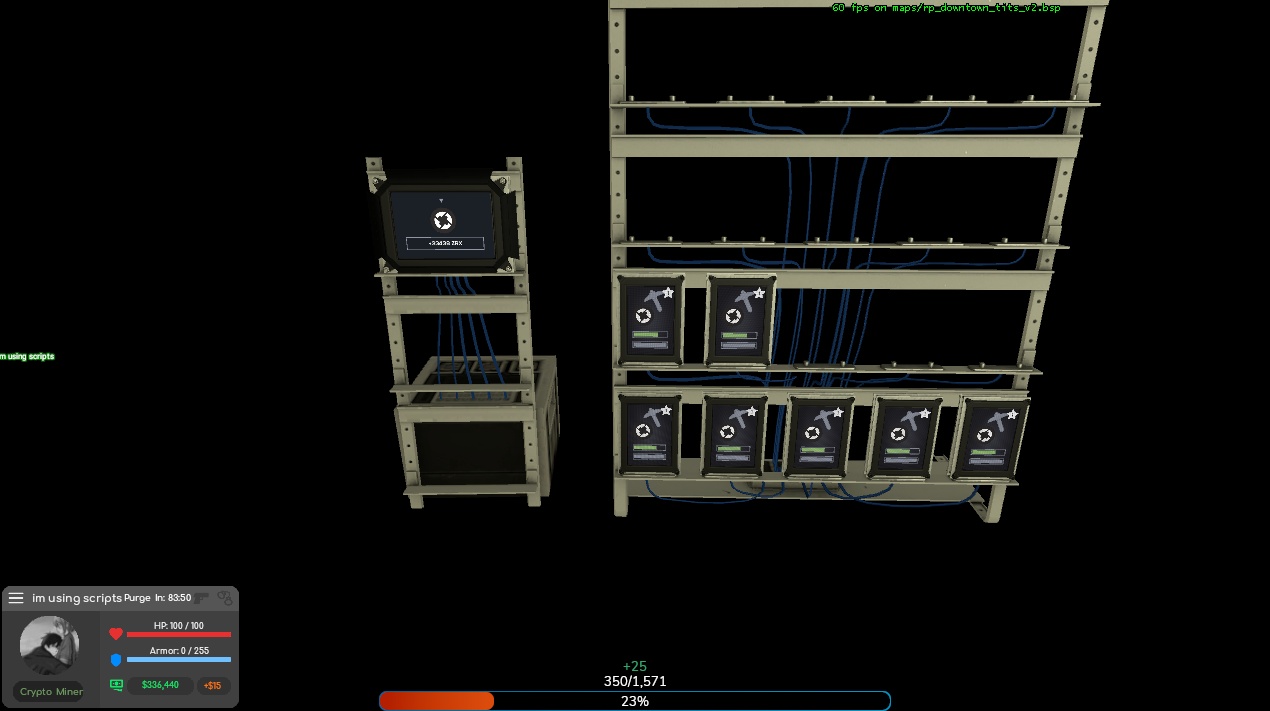 60 fps on maps/rp_downtown_tits_v2.bsp
m using scripts
im using scripts Purge In: 83:50
HP: 100 / 100
Armor: 0 / 255
Crypto Miner
$336,440
+$15
+25
350/1,571
23%